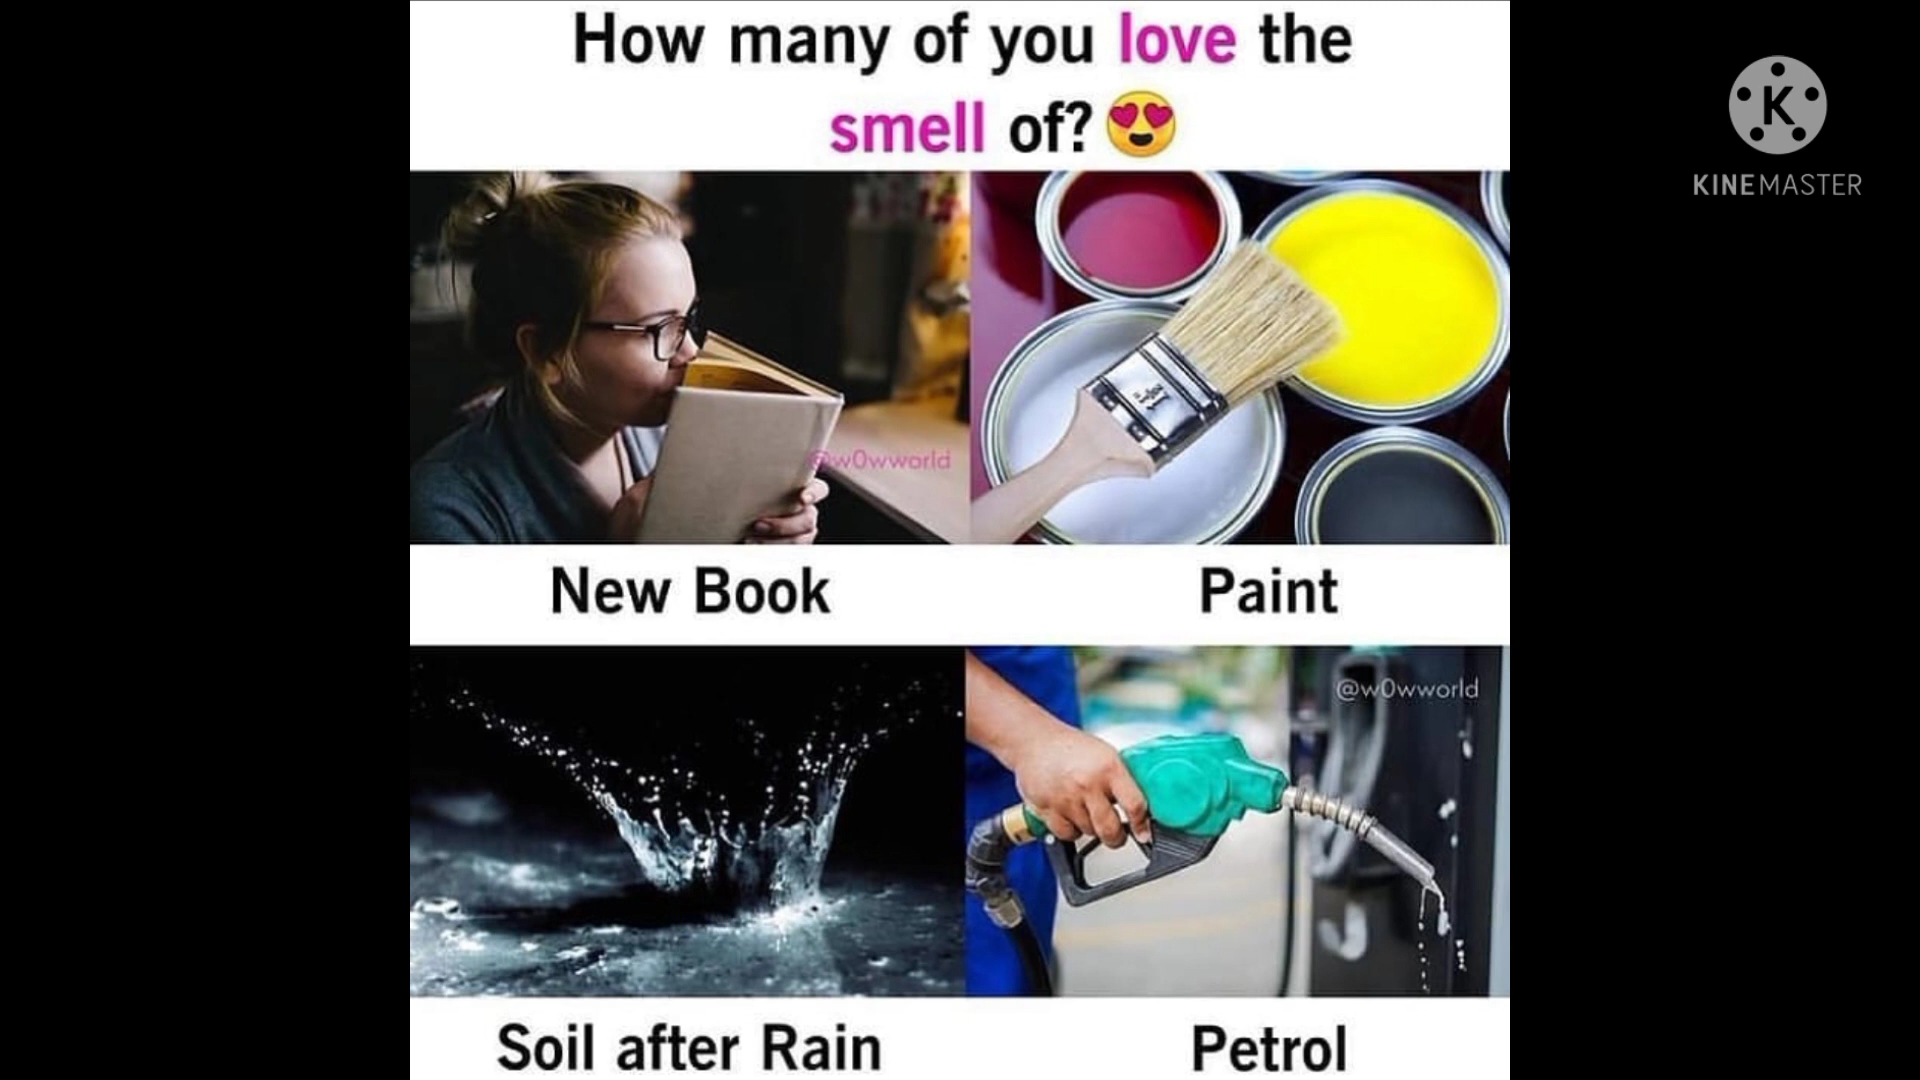 How many of you love the
smell of?
KINEMASTER
@w0wworld
New Book
Paint
@w0wworld
Soil after Rain
Petrol